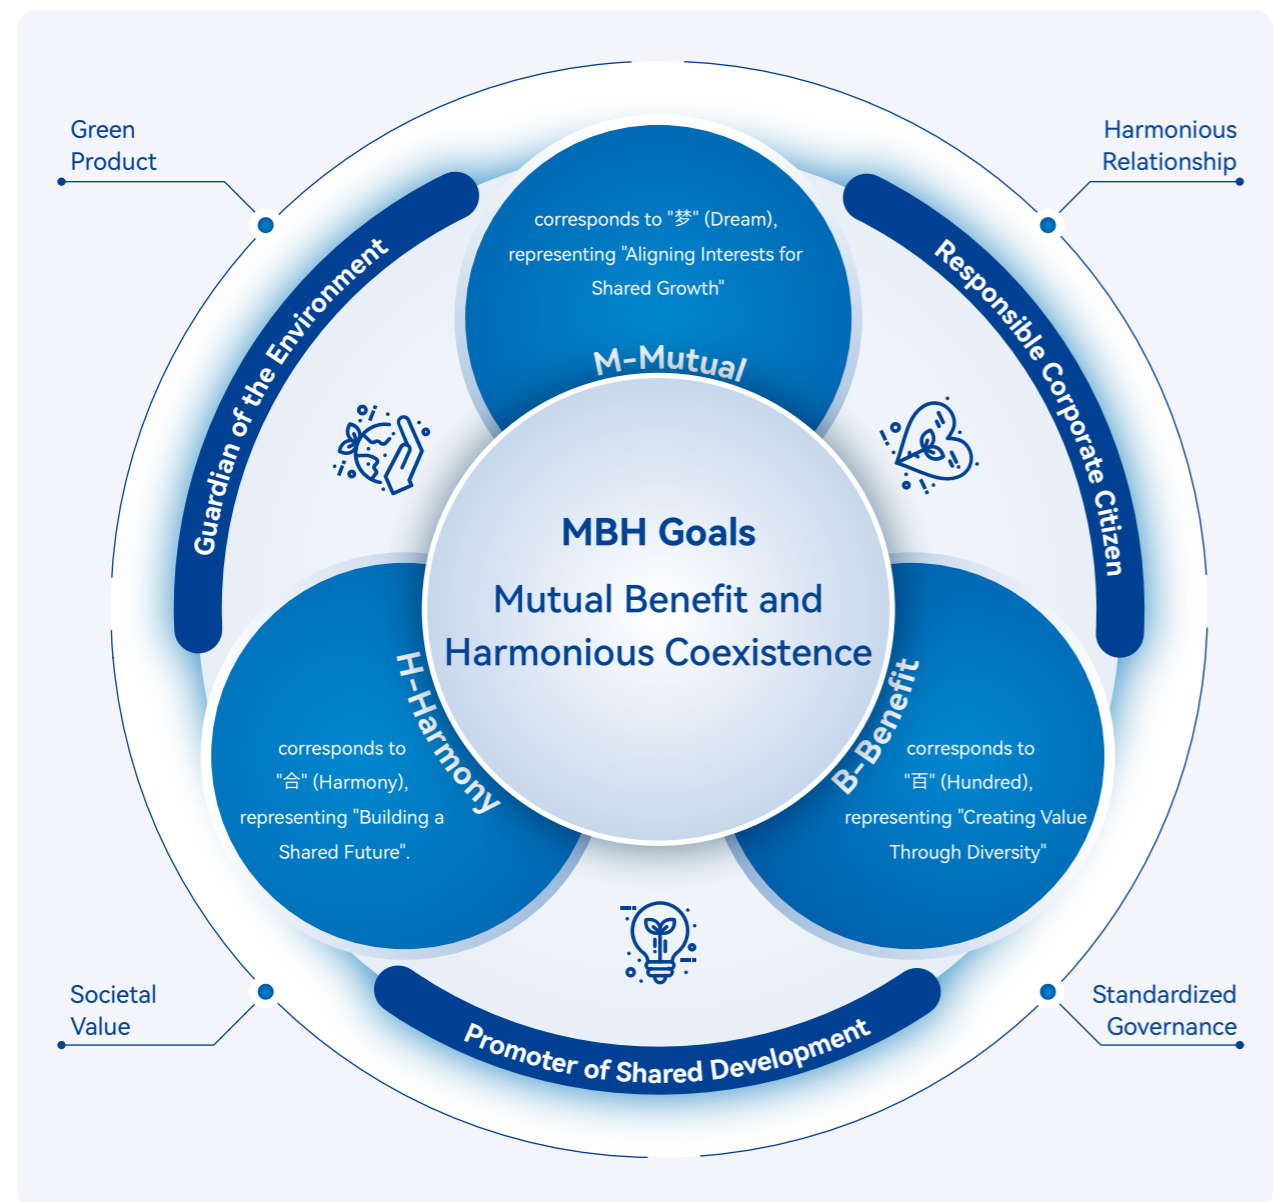 Green
Product
Harmonious
Relationship
Guardian of the Environment
Responsible Corporate Citizen
corresponds to "梦" (Dream),
representing "Aligning Interests for
Shared Growth"
M-Mutual
MBH Goals
Mutual Benefit and
Harmonious Coexistence
H-Harmony
corresponds to
"合" (Harmony),
representing "Building a
Shared Future".
B-Benefit
corresponds to
"百" (Hundred),
representing "Creating Value
Through Diversity"
Promoter of Shared Development
Societal
Value
Standardized
Governance